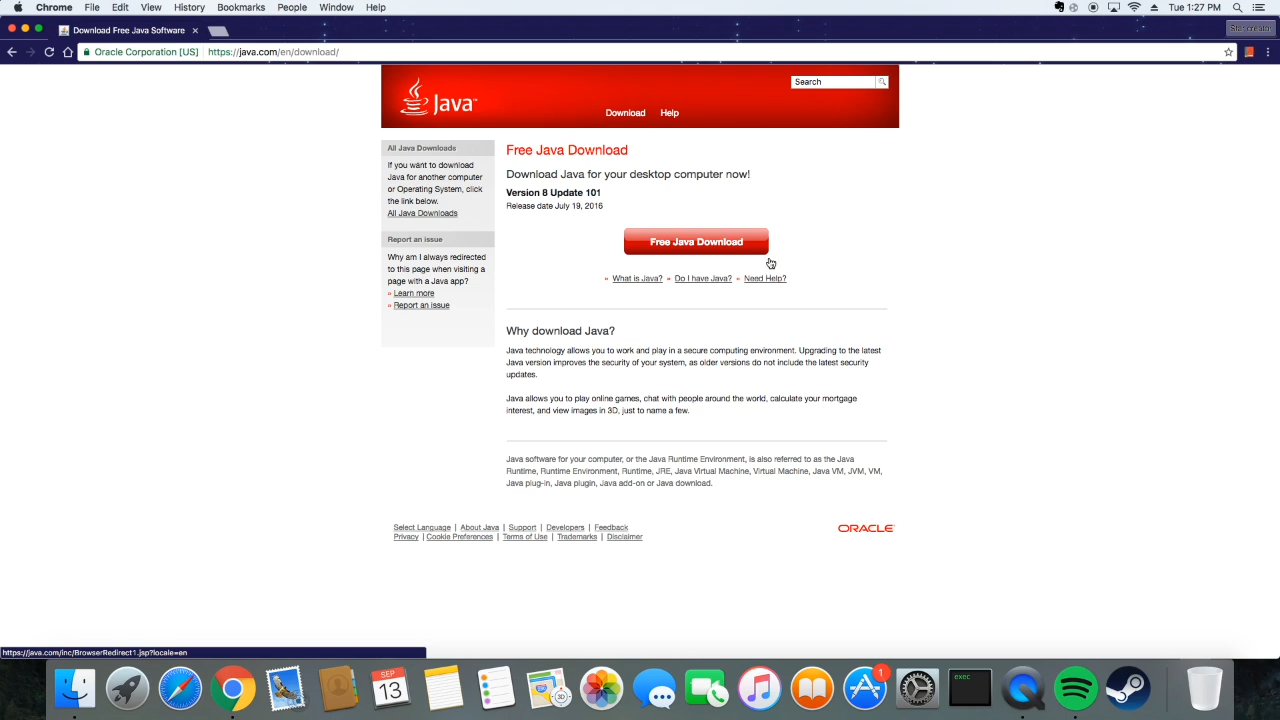 Chrome File Edit View History Bookmarks People Window Help Tue 1:27 PM
Download Free Java Software
Oracle Corporation [US] https://java.com/en/download/
Search
Java
Download Help
All Java Downloads
If you want to download
Java for another computer
or Operating System, click
the link below.
All Java Downloads
Report an issue
Why am I always redirected
to this page when visiting a
page with a Java app?
» Learn more
» Report an issue
Free Java Download
Download Java for your desktop computer now!
Version 8 Update 101
Release date July 19, 2016
Free Java Download
» What is Java? » Do I have Java? » Need Help?
Why download Java?
Java technology allows you to work and play in a secure computing environment. Upgrading to the latest
Java version improves the security of your system, as older versions do not include the latest security
updates.
Java allows you to play online games, chat with people around the world, calculate your mortgage
interest, and view images in 3D, just to name a few.
Java software for your computer, or the Java Runtime Environment, is also referred to as the Java
Runtime, Runtime Environment, Runtime, JRE, Java Virtual Machine, Virtual Machine, Java VM, JVM, VM,
Java plug-in, Java plugin, Java add-on or Java download.
Select Language | About Java | Support | Developers | Feedback
Privacy | Cookie Preferences | Terms of Use | Trademarks | Disclaimer
ORACLE
https://java.com/inc/BrowserRedirect1.jsp?locale=en
SEP
13
3D
1
exec